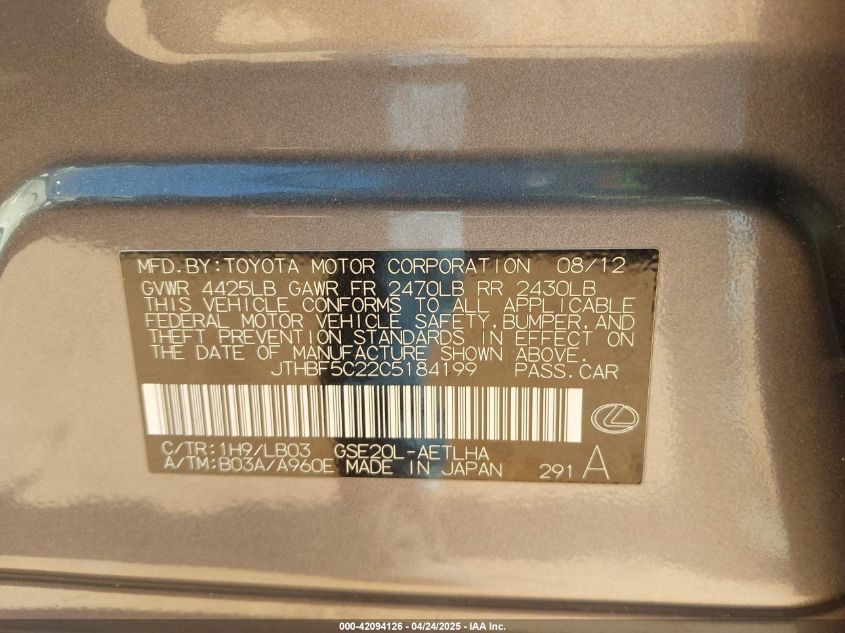 MFD.BY:TOYOTA MOTOR CORPORATION 08/12
GVWR 4425LB GAWR FR 2470LB RR 2430LB
THIS VEHICLE CONFORMS TO ALL APPLICABLE
FEDERAL MOTOR VEHICLE SAFETY,BUMPER,AND
THEFT PREVENTION STANDARDS IN EFFECT ON
THE DATE OF MANUFACTURE SHOWN ABOVE.
JTHBF5C22C5184199 PASS.CAR
C/TR:1H9/LB03 GSE20L-AETLHA
A/TM:B03A/A960E MADE IN JAPAN 291 A
000-42094126 - 04/24/2025 - IAA Inc.